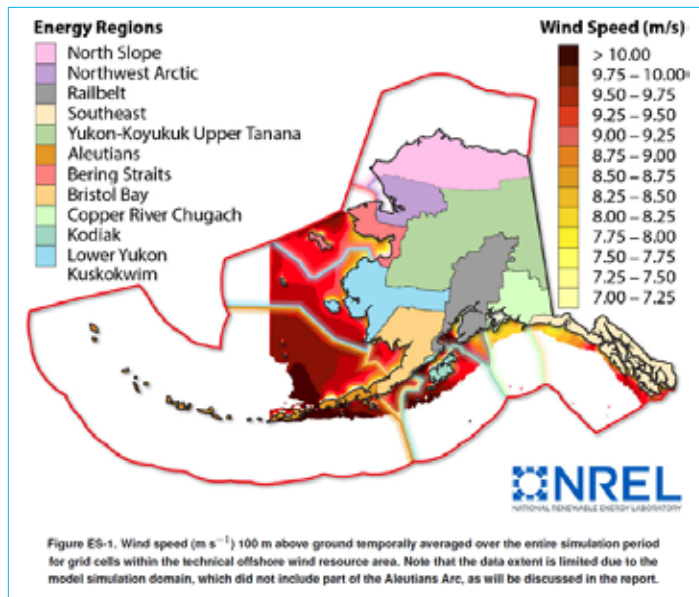 Energy Regions
North Slope
Northwest Arctic
Railbelt
Southeast
Yukon-Koyukuk Upper Tanana
Aleutians
Bering Straits
Bristol Bay
Copper River Chugach
Kodiak
Lower Yukon
Kuskokwim
Wind Speed (m/s)
> 10.00
9.75 – 10.00
9.50 – 9.75
9.25 – 9.50
9.00 – 9.25
8.75 – 9.00
8.50 – 8.75
8.25 – 8.50
8.00 – 8.25
7.75 – 8.00
7.50 – 7.75
7.25 – 7.50
7.00 – 7.25
NREL
NATIONAL RENEWABLE ENERGY LABORATORY
Figure ES-1. Wind speed (m s⁻¹) 100 m above ground temporally averaged over the entire simulation period
for grid cells within the technical offshore wind resource area. Note that the data extent is limited due to the
model simulation domain, which did not include part of the Aleutians Arc, as will be discussed in the report.